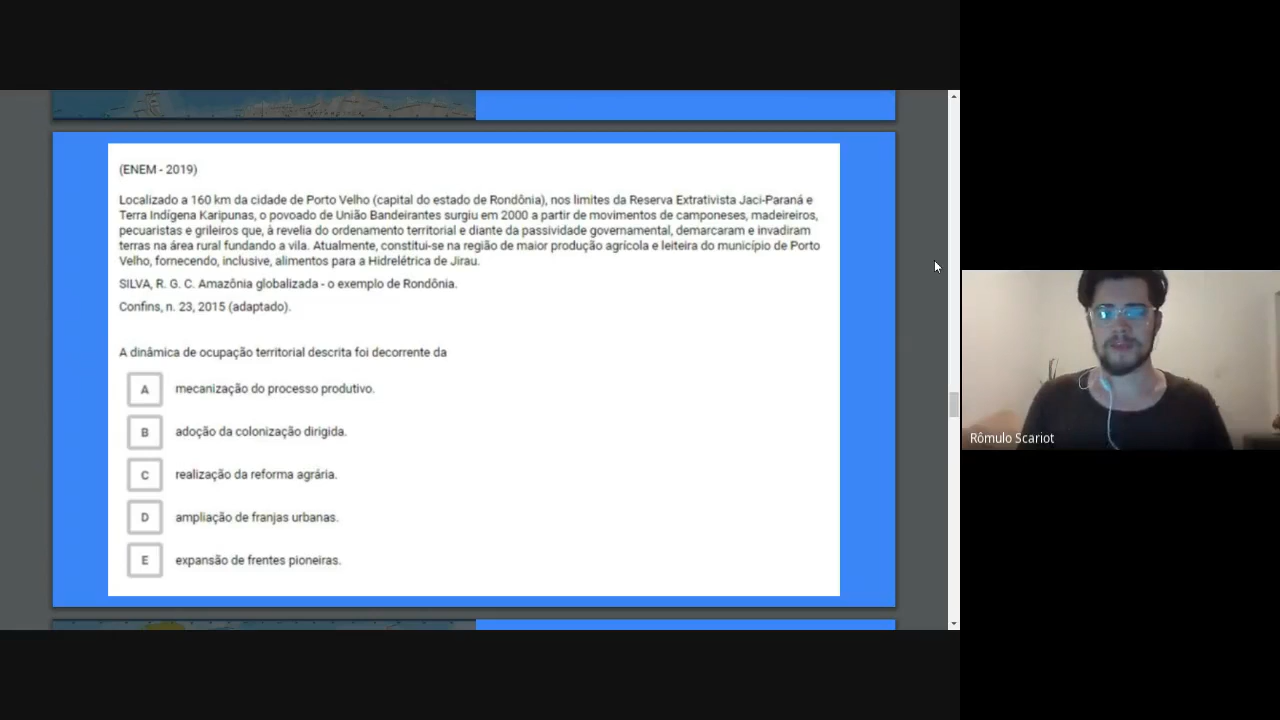 (ENEM - 2019)
Localizado a 160 km da cidade de Porto Velho (capital do estado de Rondônia), nos limites da Reserva Extrativista Jaci-Paraná e
Terra Indígena Karipunas, o povoado de União Bandeirantes surgiu em 2000 a partir de movimentos de camponeses, madeireiros,
pecuaristas e grileiros que, à revelia do ordenamento territorial e diante da passividade governamental, demarcaram e invadiram
terras na área rural fundando a vila. Atualmente, constitui-se na região de maior produção agrícola e leiteira do município de Porto
Velho, fornecendo, inclusive, alimentos para a Hidrelétrica de Jirau.
SILVA, R. G. C. Amazônia globalizada - o exemplo de Rondônia.
Confins, n. 23, 2015 (adaptado).
A dinâmica de ocupação territorial descrita foi decorrente da
A mecanização do processo produtivo.
B adoção da colonização dirigida.
C realização da reforma agrária.
D ampliação de franjas urbanas.
E expansão de frentes pioneiras.
Rômulo Scariot